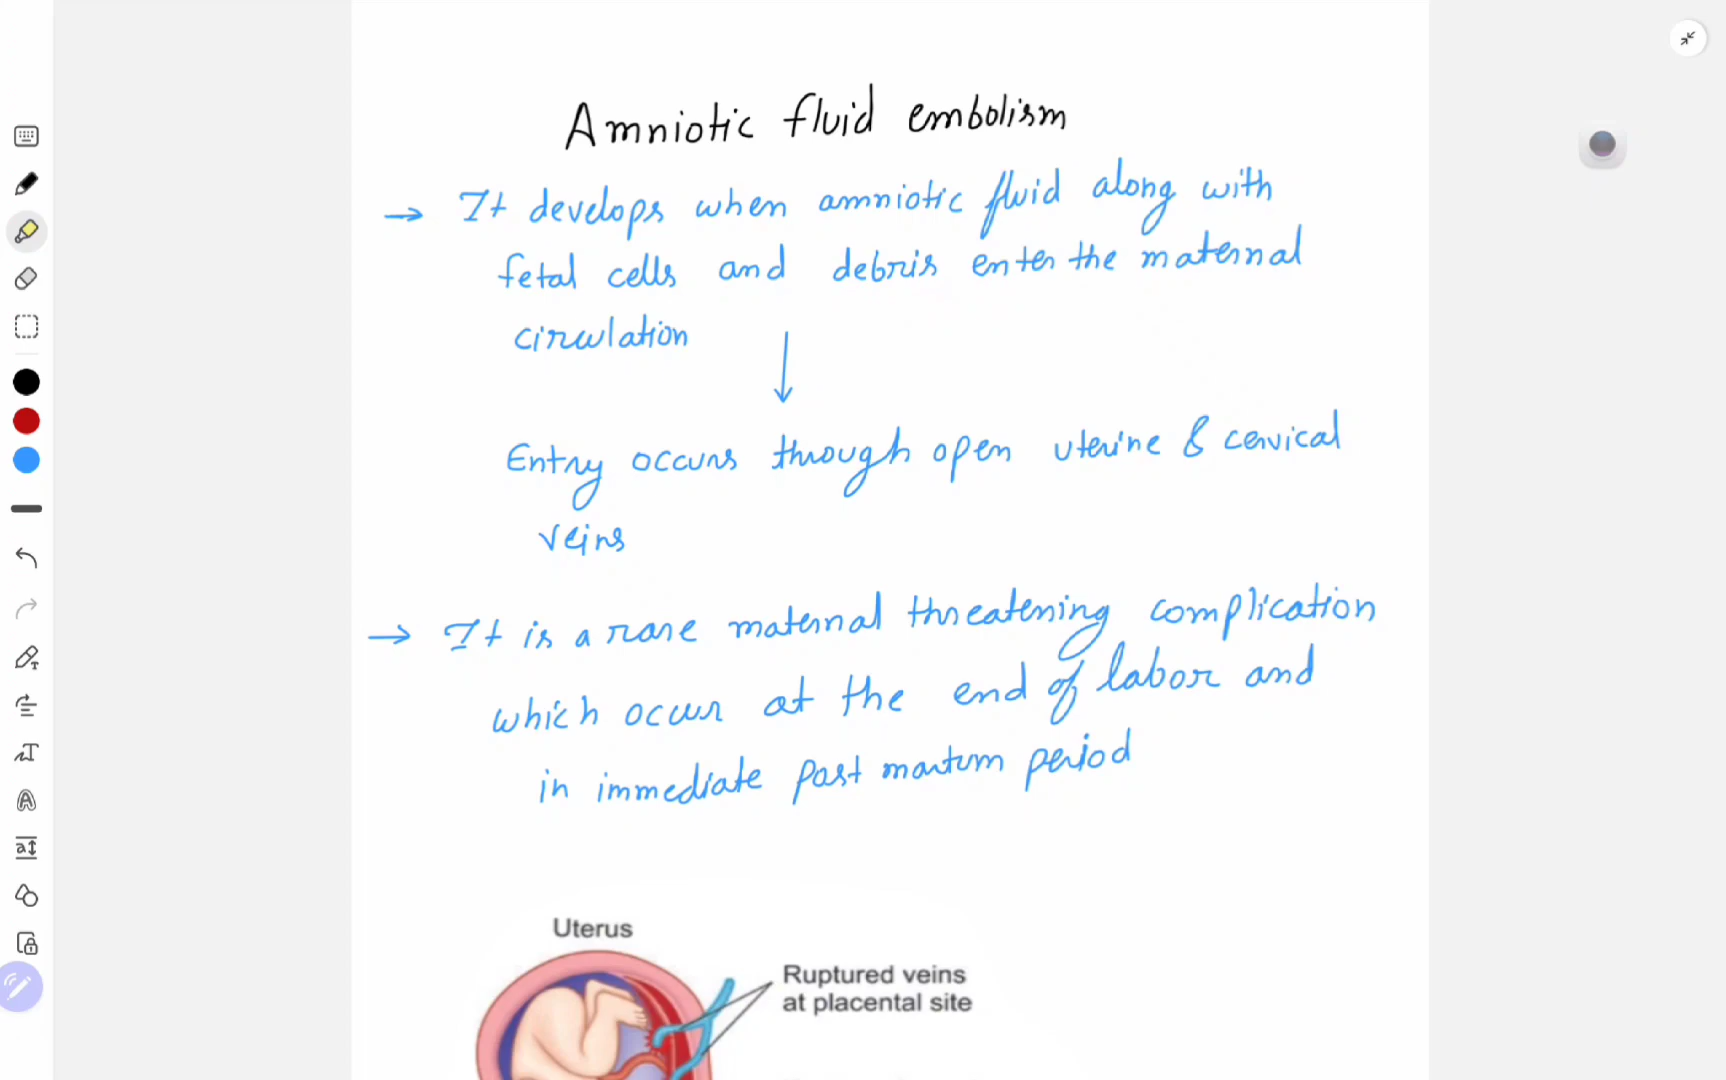 Amniotic fluid embolism
→ It develops when amniotic fluid along with
fetal cells and debris enter the maternal
circulation
Entry occurs through open uterine & cervical
veins
→ It is a rare maternal threatening complication
which occur at the end of labor and
in immediate post mortum period
Uterus
Ruptured veins
at placental site